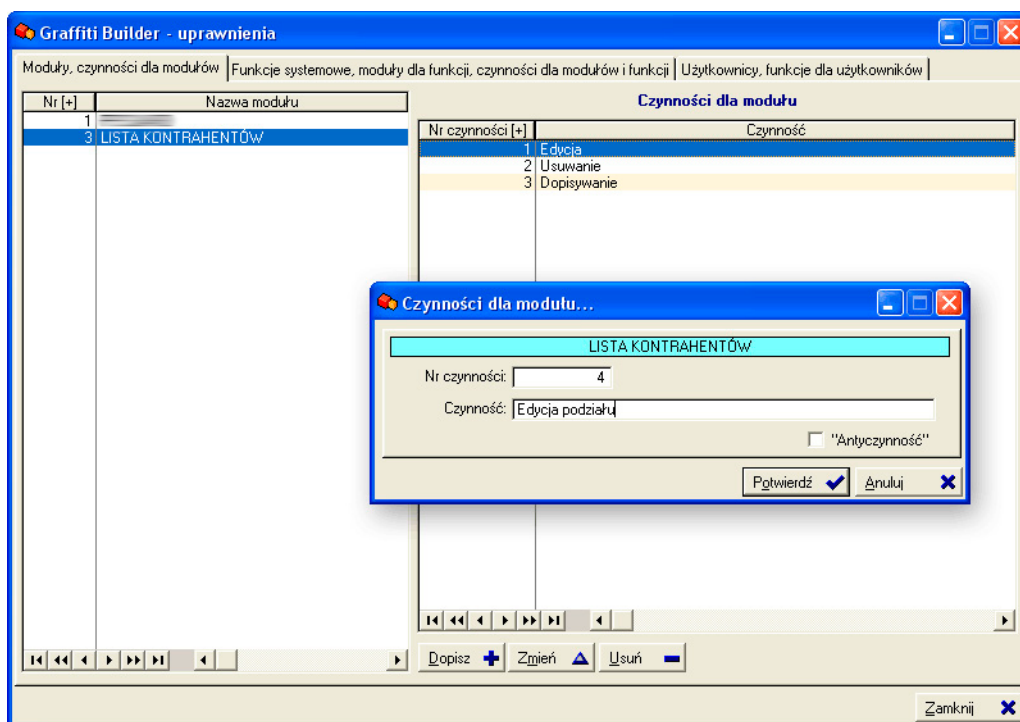 Graffiti Builder - uprawnienia
Moduły, czynności dla modułów Funkcje systemowe, moduły dla funkcji, czynności dla modułów i funkcji Użytkownicy, funkcje dla użytkowników
Nr [+] Nazwa modułu
1
3 LISTA KONTRAHENTÓW
Czynności dla modułu
Nr czynności [+] Czynność
1 Edycja
2 Usuwanie
3 Dopisywanie
Czynności dla modułu...
LISTA KONTRAHENTÓW
Nr czynności: 4
Czynność: Edycja podziału
"Antyczynność"
Potwierdź Anuluj
Dopisz Zmień Usuń
Zamknij